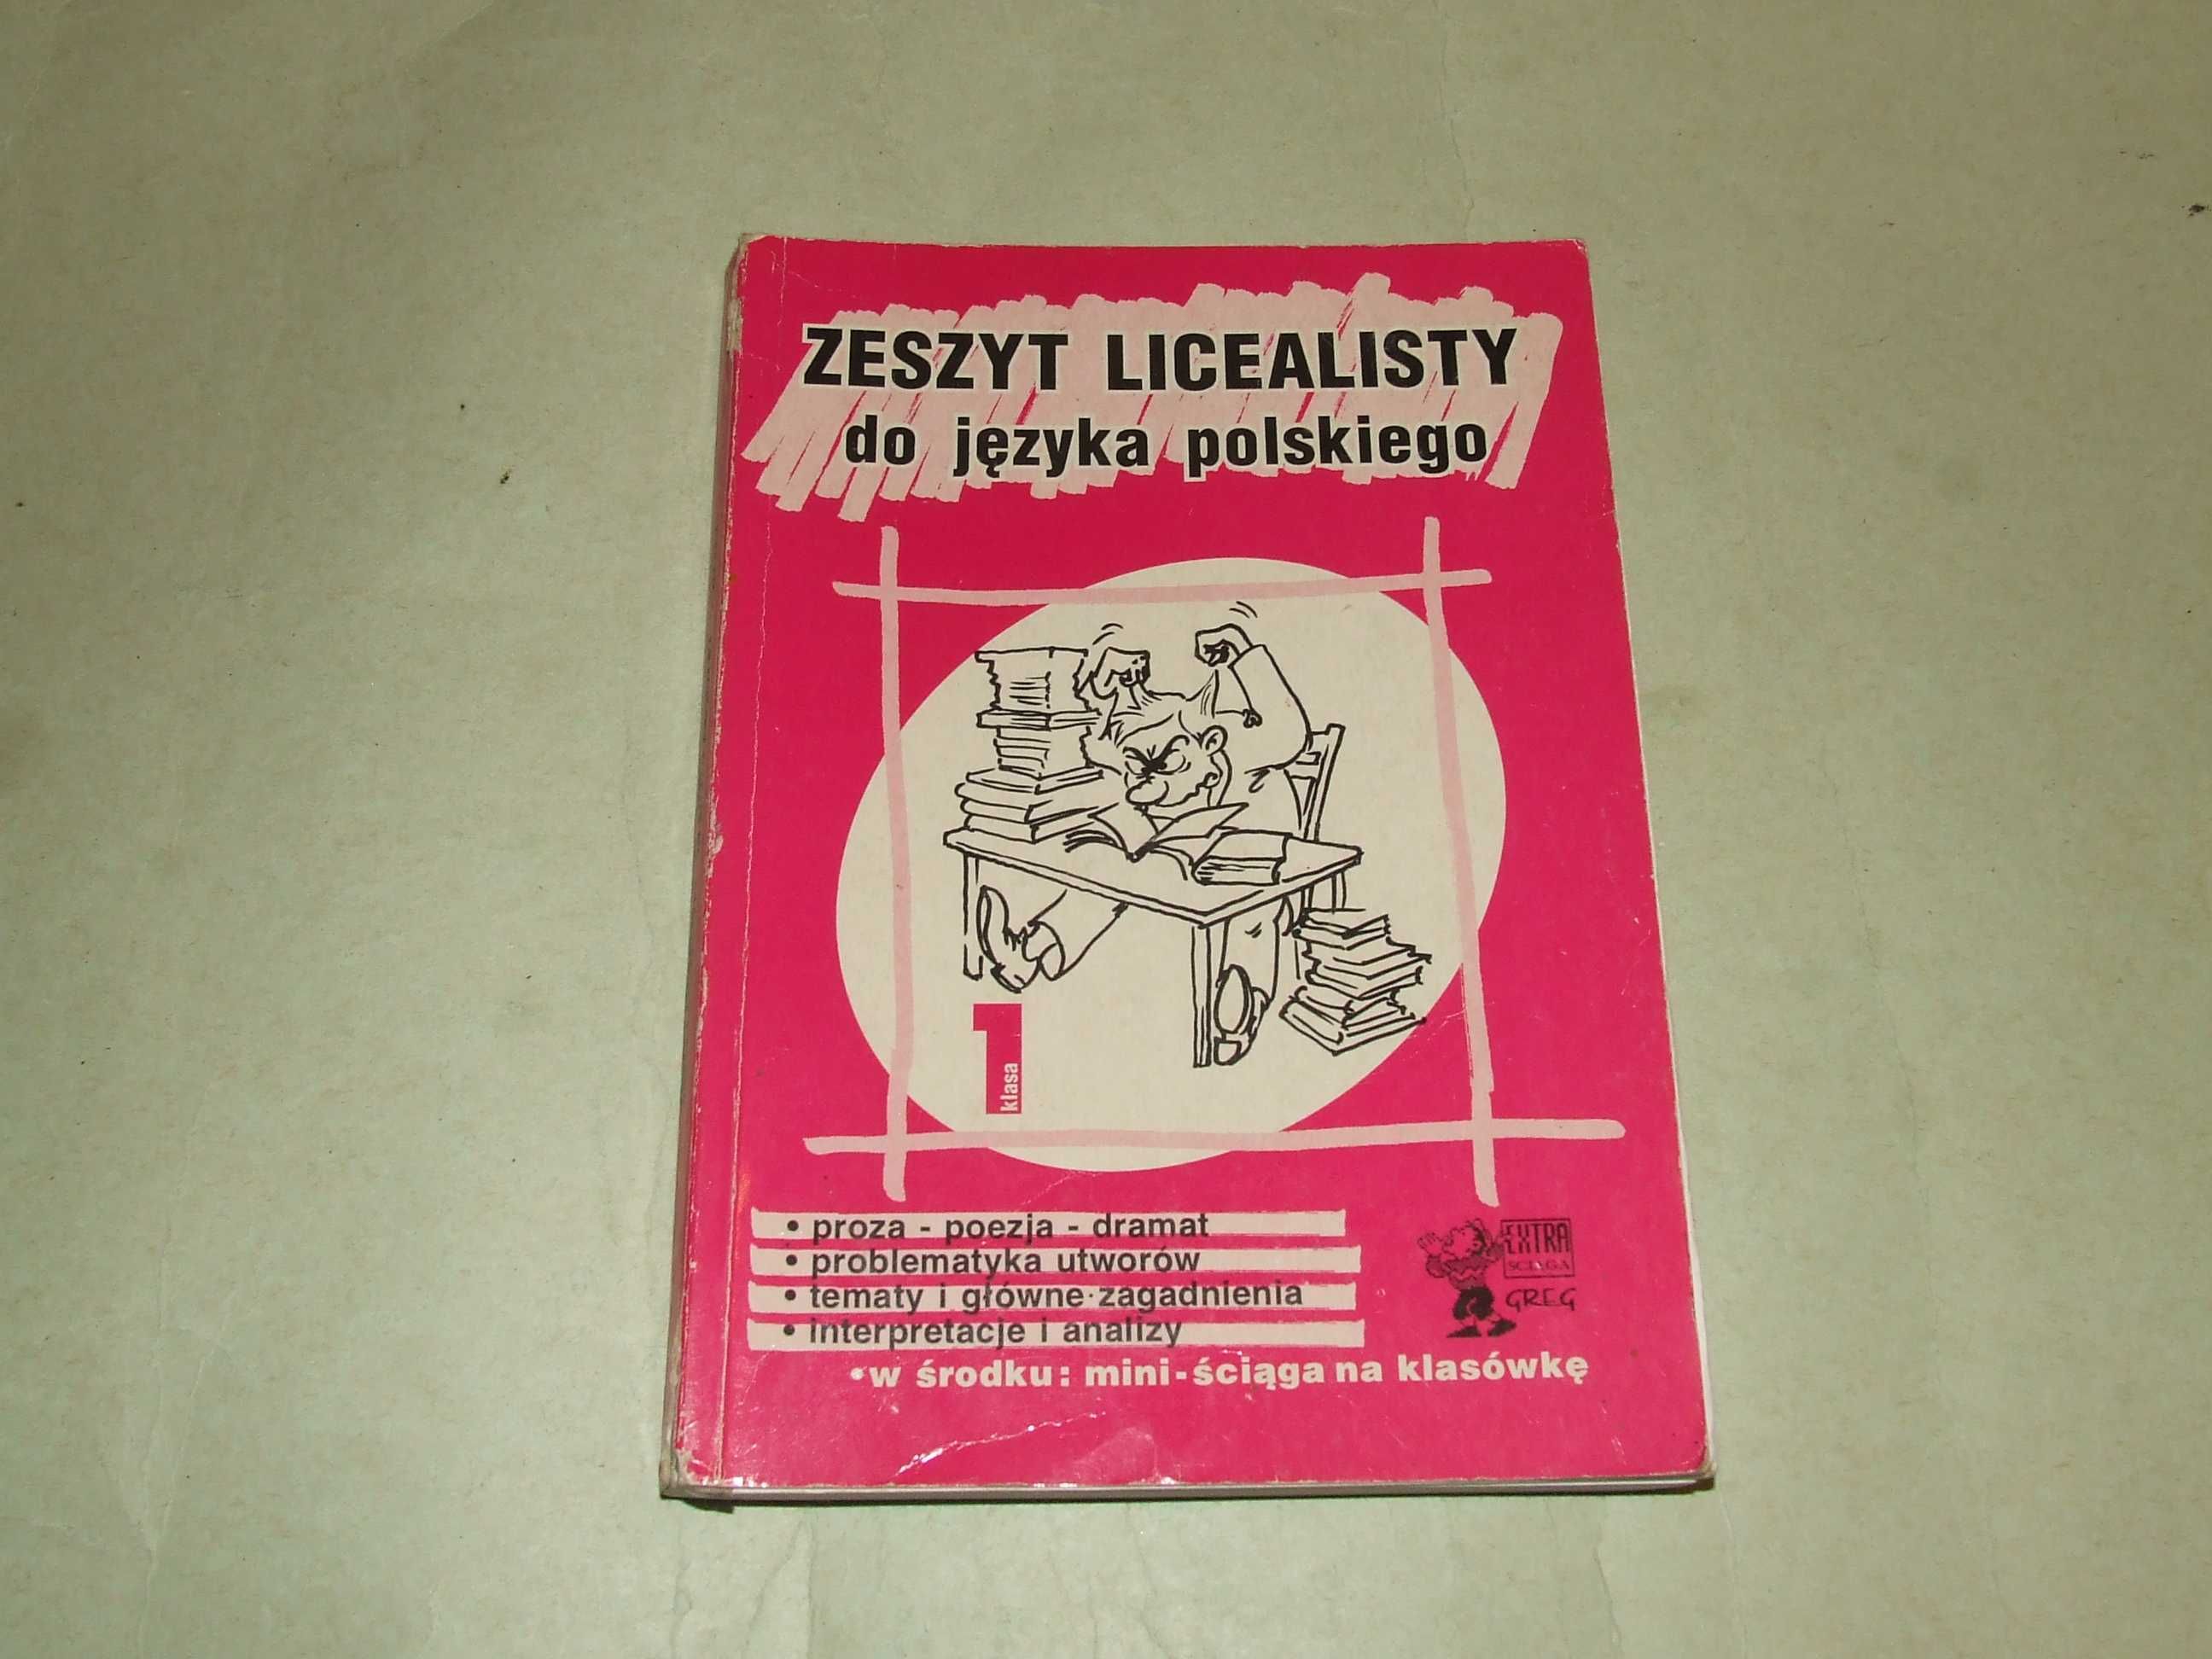 ZESZYT LICEALISTY
do języka polskiego
1
klasa
• proza - poezja - dramat
• problematyka utworów
• tematy i główne zagadnienia
• interpretacje i analizy
• w środku: mini-ściąga na klasówkę
EXTRA
ŚCIĄGA
GREG